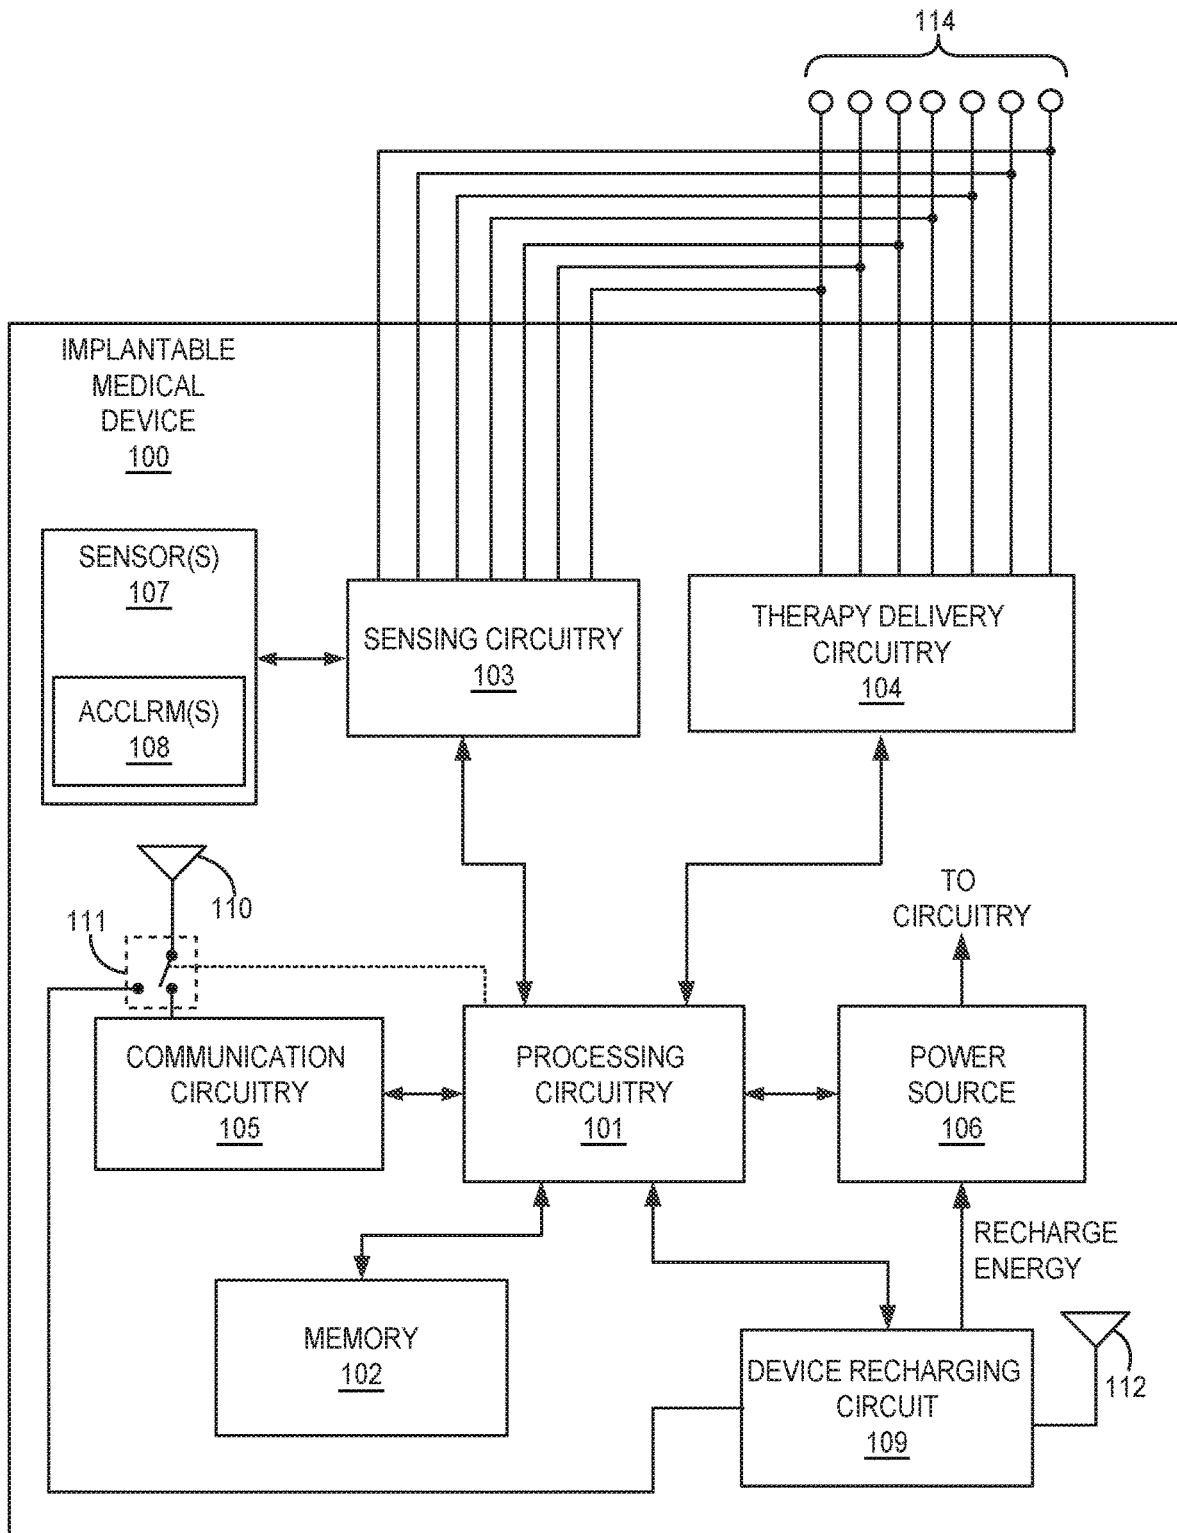 114
IMPLANTABLE
MEDICAL
DEVICE
100
SENSOR(S)
107
ACCLRM(S)
108
SENSING CIRCUITRY
103
THERAPY DELIVERY
CIRCUITRY
104
110
111
TO
CIRCUITRY
COMMUNICATION
CIRCUITRY
105
PROCESSING
CIRCUITRY
101
POWER
SOURCE
106
RECHARGE
ENERGY
MEMORY
102
DEVICE RECHARGING
CIRCUIT
109
112